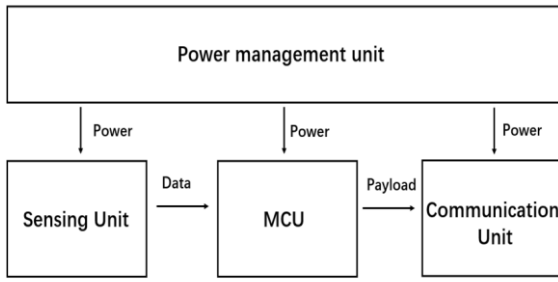 Power management unit
Power
Power
Power
Sensing Unit
Data
MCU
Payload
Communication
Unit